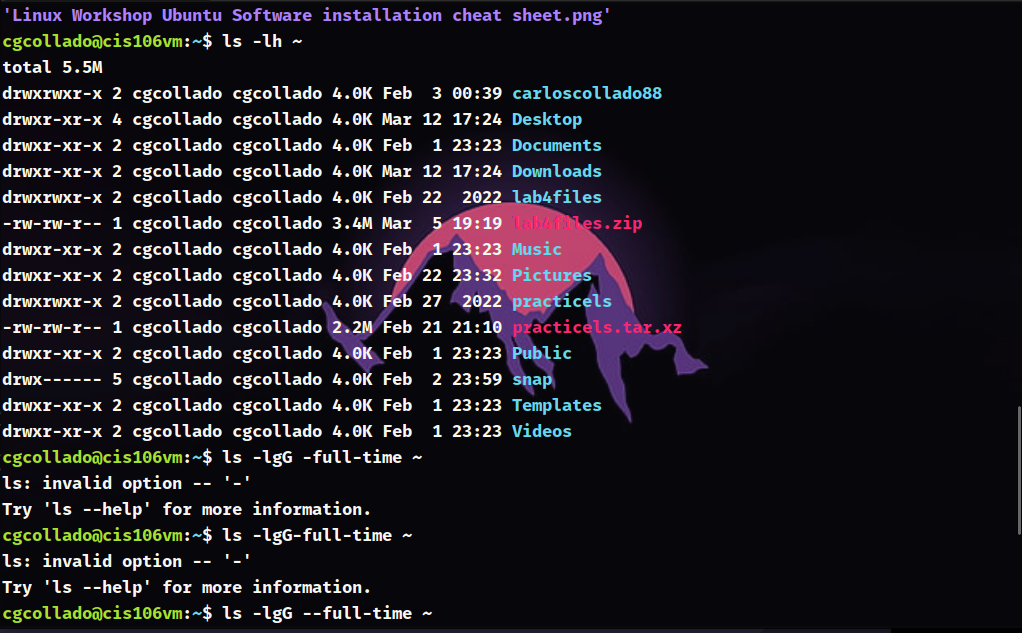 'Linux Workshop Ubuntu Software installation cheat sheet.png'
cgcollado@cis106vm:~$ ls -lh ~
total 5.5M
drwxrwxr-x 2 cgcollado cgcollado 4.0K Feb  3 00:39 carloscollado88
drwxr-xr-x 4 cgcollado cgcollado 4.0K Mar 12 17:24 Desktop
drwxr-xr-x 2 cgcollado cgcollado 4.0K Feb  1 23:23 Documents
drwxr-xr-x 2 cgcollado cgcollado 4.0K Mar 12 17:24 Downloads
drwxrwxr-x 2 cgcollado cgcollado 4.0K Feb 22  2022 lab4files
-rw-rw-r-- 1 cgcollado cgcollado 3.4M Mar  5 19:19 lab4files.zip
drwxr-xr-x 2 cgcollado cgcollado 4.0K Feb  1 23:23 Music
drwxr-xr-x 2 cgcollado cgcollado 4.0K Feb 22 23:32 Pictures
drwxrwxr-x 2 cgcollado cgcollado 4.0K Feb 27  2022 practicels
-rw-rw-r-- 1 cgcollado cgcollado 2.2M Feb 21 21:10 practicels.tar.xz
drwxr-xr-x 2 cgcollado cgcollado 4.0K Feb  1 23:23 Public
drwx------ 5 cgcollado cgcollado 4.0K Feb  2 23:59 snap
drwxr-xr-x 2 cgcollado cgcollado 4.0K Feb  1 23:23 Templates
drwxr-xr-x 2 cgcollado cgcollado 4.0K Feb  1 23:23 Videos
cgcollado@cis106vm:~$ ls -lgG -full-time ~
ls: invalid option -- '-'
Try 'ls --help' for more information.
cgcollado@cis106vm:~$ ls -lgG-full-time ~
ls: invalid option -- '-'
Try 'ls --help' for more information.
cgcollado@cis106vm:~$ ls -lgG --full-time ~